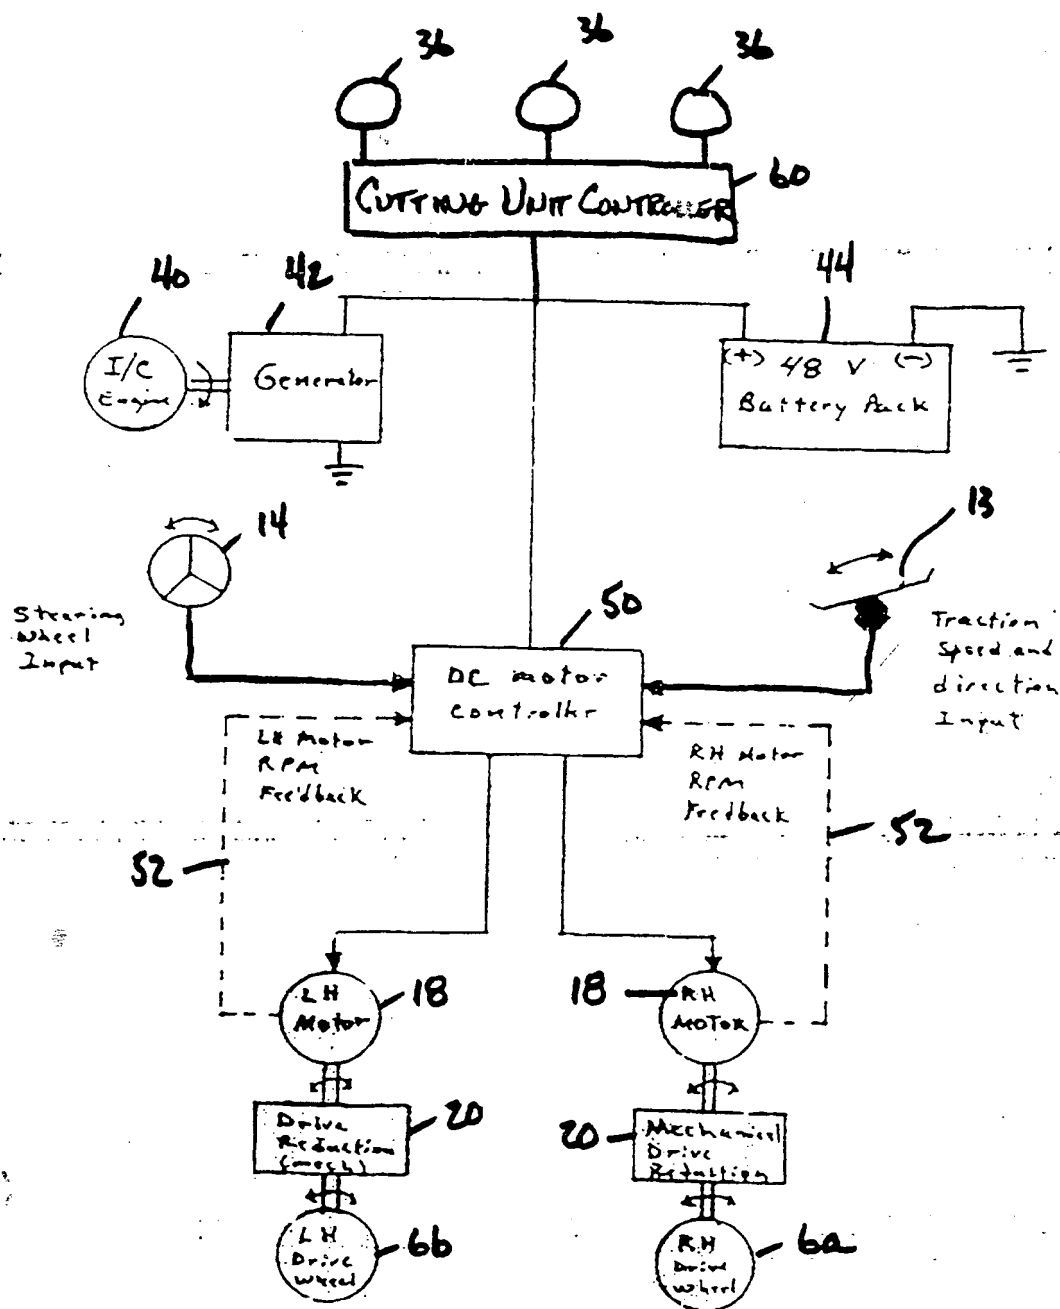 36 36 36
60
CUTTING UNIT CONTROLLER
40 42 44
I/C
Engine
Generator
(+) 48 V (-)
Battery Pack
14
13
Steering
Wheel
Input
50
Traction
Speed and
direction
Input
DC motor
controller
LH Motor
RPM
Feedback
RH Motor
RPM
Feedback
52
52
LH
Motor
18
18
RH
MOTOR
Drive
Reduction
(mech)
20
20
Mechanical
Drive
Reduction
LH
Drive
Wheel
6b
RH
Drive
Wheel
6a